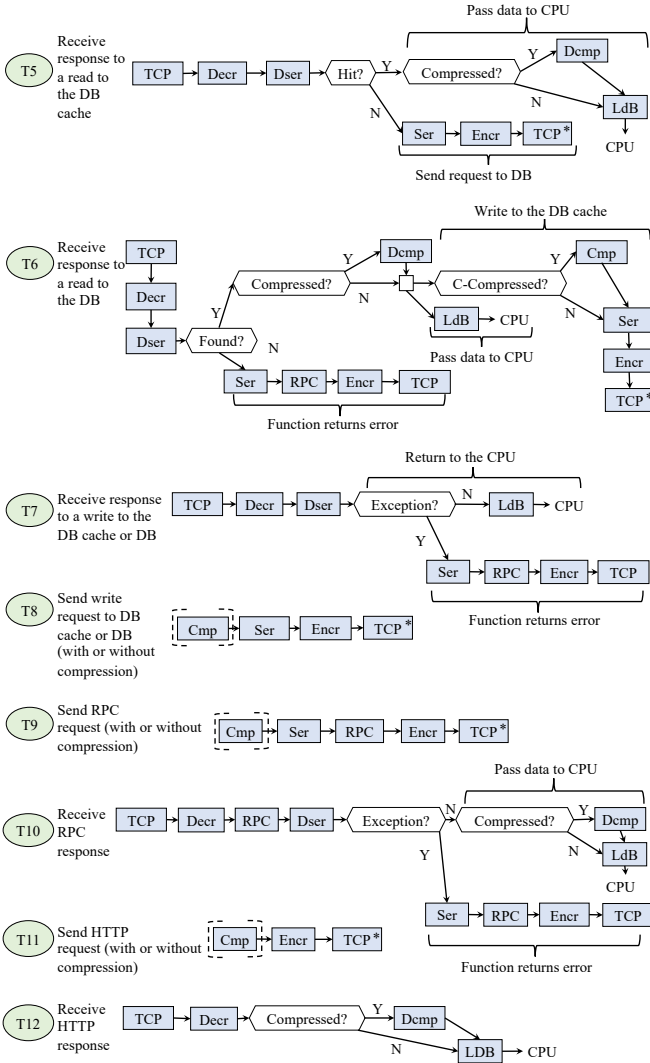 Pass data to CPU
T5
Receive
response to
a read to
the DB
cache
TCP
Decr
Dser
Hit?
Y
Compressed?
Y
Dcmp
N
LdB
CPU
N
Ser
Encr
TCP*
Send request to DB
Write to the DB cache
T6
Receive
response to
a read to
the DB
TCP
Decr
Dser
Found?
Y
Compressed?
Y
Dcmp
N
C-Compressed?
Y
Cmp
N
Ser
Encr
TCP*
LdB
CPU
Pass data to CPU
N
Ser
RPC
Encr
TCP
Function returns error
Return to the CPU
T7
Receive response
to a write to the
DB cache or DB
TCP
Decr
Dser
Exception?
N
LdB
CPU
Y
Ser
RPC
Encr
TCP
Function returns error
T8
Send write
request to DB
cache or DB
(with or without
compression)
Cmp
Ser
Encr
TCP*
T9
Send RPC
request (with or without
compression)
Cmp
Ser
RPC
Encr
TCP*
Pass data to CPU
T10
Receive
RPC
response
TCP
Decr
RPC
Dser
Exception?
N
Compressed?
Y
Dcmp
N
LdB
CPU
Y
Ser
RPC
Encr
TCP
Function returns error
T11
Send HTTP
request (with or without
compression)
Cmp
Encr
TCP*
T12
Receive
HTTP
response
TCP
Decr
Compressed?
Y
Dcmp
N
LDB
CPU